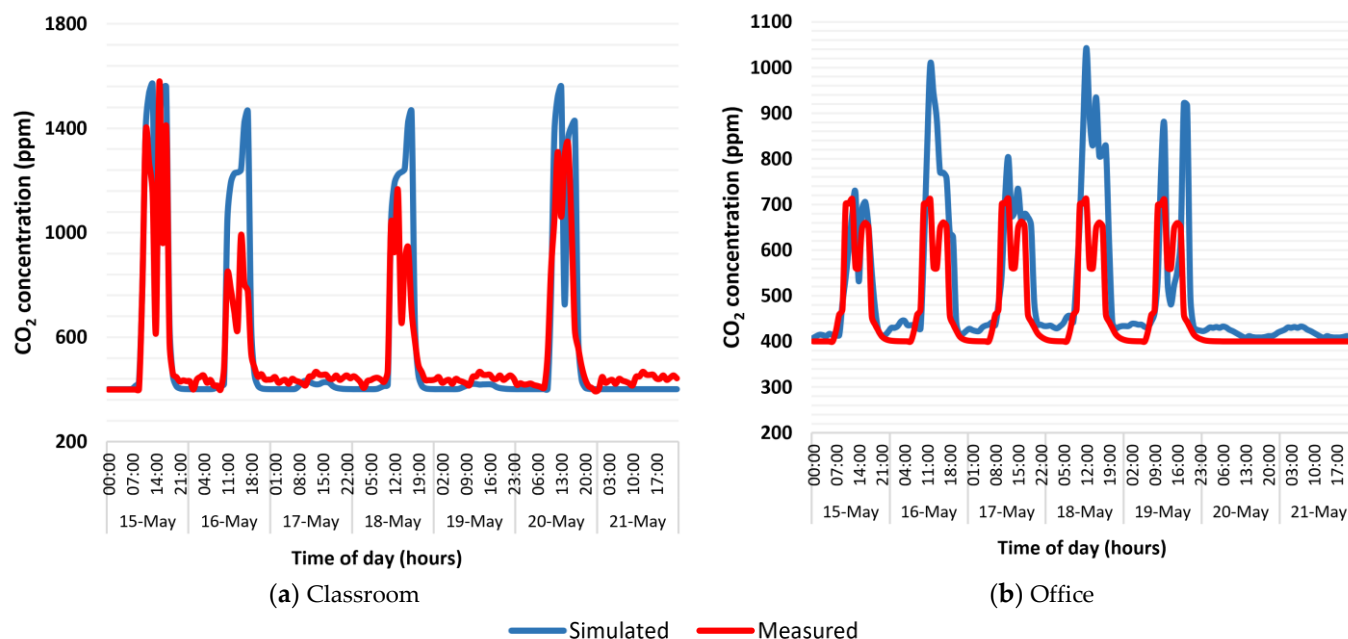 1800
1400
1000
600
200
CO2 concentration (ppm)
00:00 07:00 14:00 21:00 04:00 11:00 18:00 01:00 08:00 15:00 22:00 05:00 12:00 19:00 02:00 09:00 16:00 23:00 06:00 13:00 20:00 03:00 10:00 17:00
15-May 16-May 17-May 18-May 19-May 20-May 21-May
Time of day (hours)
(a) Classroom
1100
1000
900
800
700
600
500
400
300
200
CO2 concentration (ppm)
00:00 07:00 14:00 21:00 04:00 11:00 18:00 01:00 08:00 15:00 22:00 05:00 12:00 19:00 02:00 09:00 16:00 23:00 06:00 13:00 20:00 03:00 10:00 17:00
15-May 16-May 17-May 18-May 19-May 20-May 21-May
Time of day (hours)
(b) Office
Simulated Measured